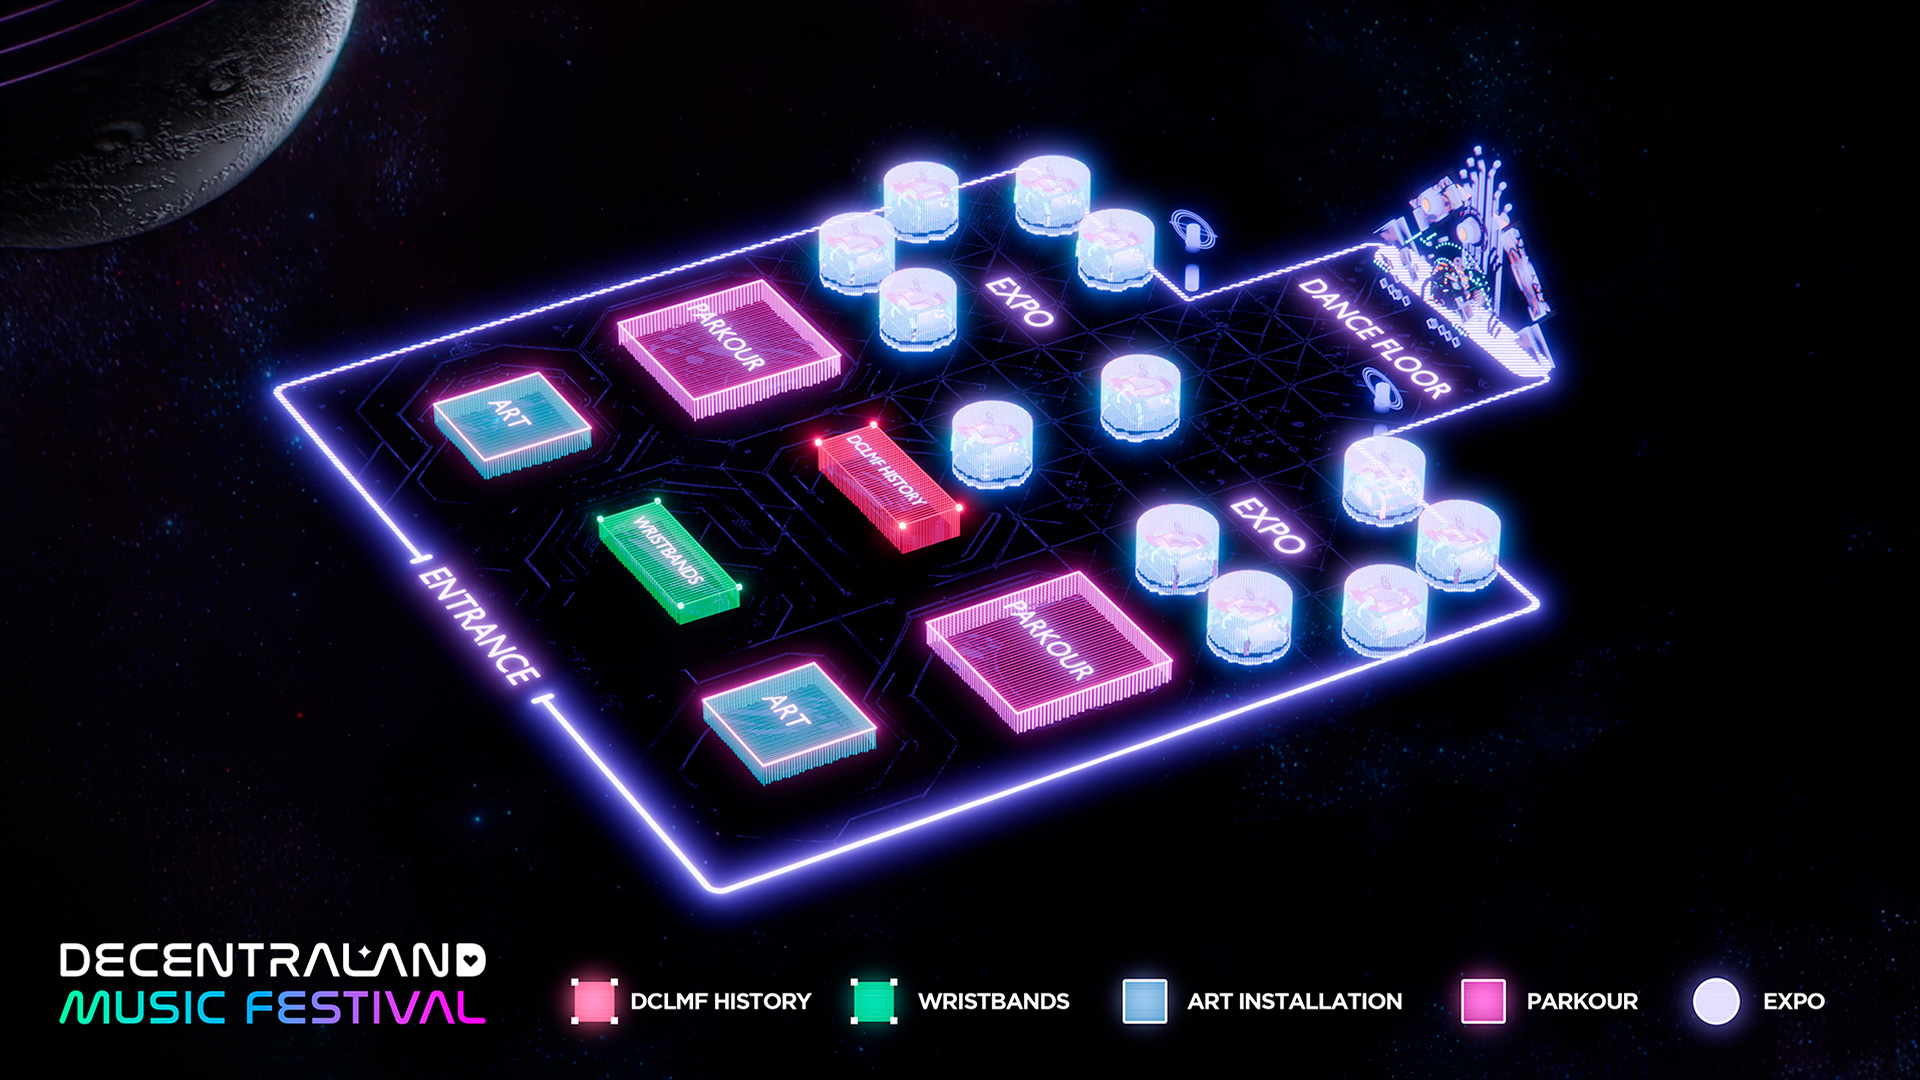 EXPO
DANCE FLOOR
PARKOUR
ART
DCLMF HISTORY
WRISTBANDS
EXPO
ENTRANCE
PARKOUR
ART
DECENTRALAND
MUSIC FESTIVAL
DCLMF HISTORY
WRISTBANDS
ART INSTALLATION
PARKOUR
EXPO